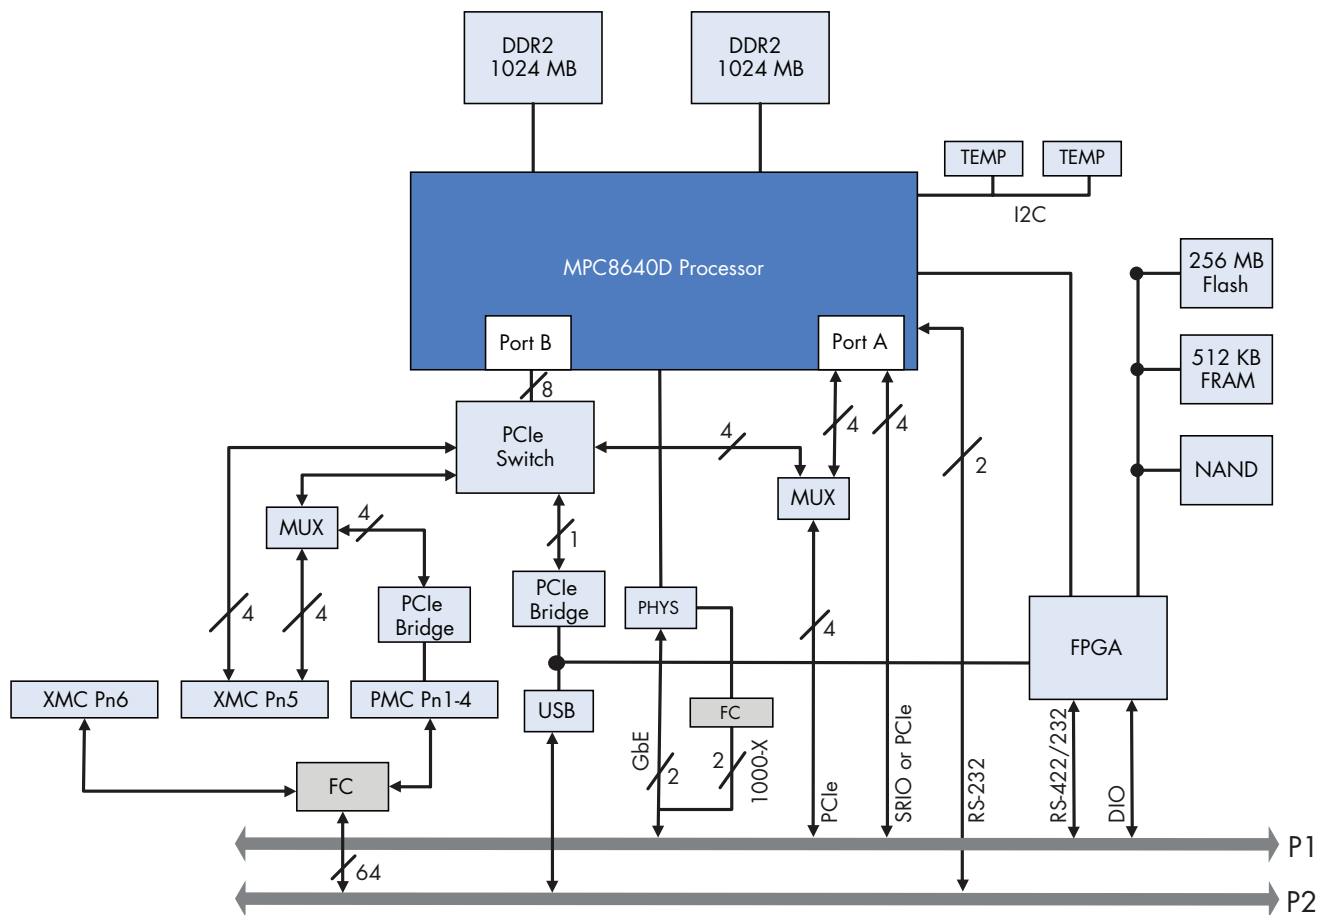 DDR2
1024 MB
DDR2
1024 MB
TEMP
TEMP
I2C
MPC8640D Processor
256 MB
Flash
Port B
Port A
512 KB
FRAM
8
PCIe
Switch
4
4
4
2
NAND
MUX
MUX
4
1
PCIe
Bridge
PCIe
Bridge
PHYS
4
4
4
FPGA
XMC Pn6
XMC Pn5
PMC Pn1-4
USB
FC
GbE
2
2
1000-X
PCIe
SRIO or PCIe
RS-232
RS-422/232
DIO
FC
P1
64
P2